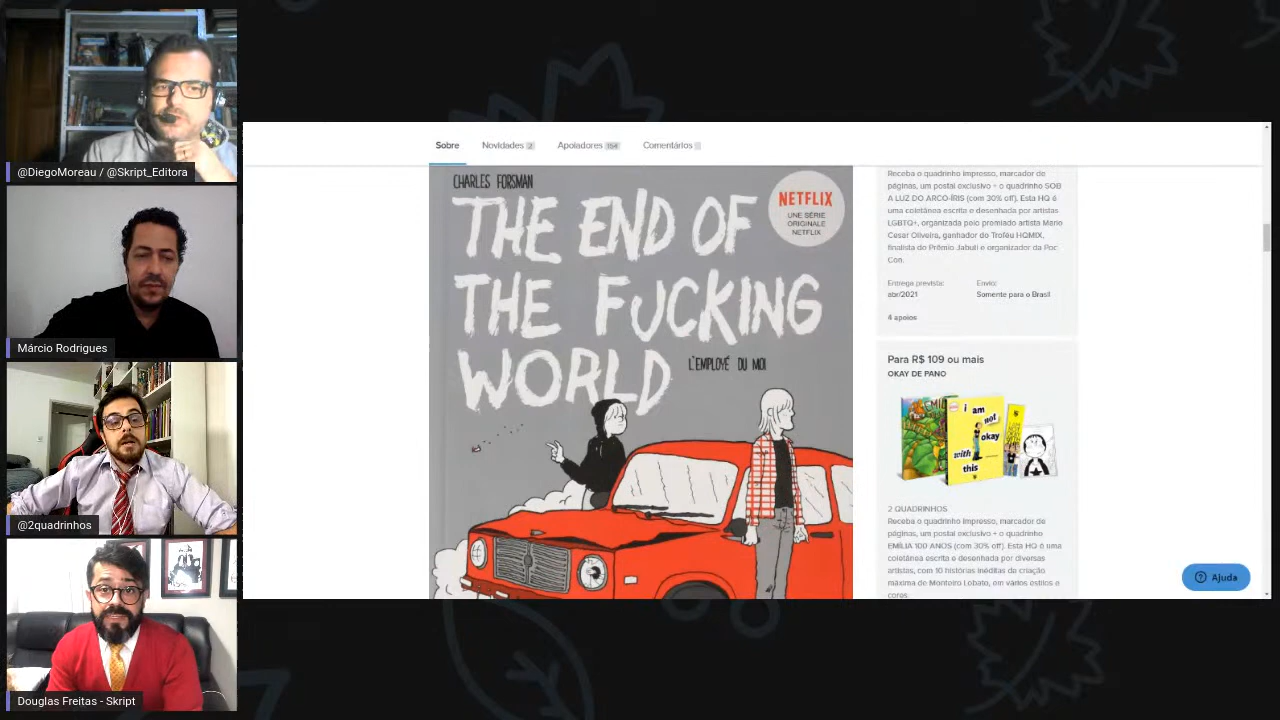 @DiegoMoreau / @Skript_Editora
Márcio Rodrigues
@2quadrinhos
Douglas Freitas - Skript
Sobre
Novidades 2
Apoiadores 164
Comentários
CHARLES FORSMAN
THE END OF
THE FUCKING
WORLD
L'EMPLOYÉ DU MOI
NETFLIX
UNE SÉRIE
ORIGINALE
NETFLIX
Receba o quadrinho impresso, marcador de
páginas, um postal exclusivo + o quadrinho SOB
A LUZ DO ARCO-ÍRIS (com 30% off). Esta HQ é
uma coletânea escrita e desenhada por artistas
LGBTQ+, organizada pelo premiado artista Mario
Cesar Oliveira, ganhador do Troféu HQMIX,
finalista do Prêmio Jabuti e organizador da Poc
Con.
Entrega prevista:
abr/2021
Envio:
Somente para o Brasil
4 apoios
Para R$ 109 ou mais
OKAY DE PANO
i am
not
okay
with
this
2 QUADRINHOS
Receba o quadrinho impresso, marcador de
páginas, um postal exclusivo + o quadrinho
EMÍLIA 100 ANOS (com 30% off). Esta HQ é uma
coletânea escrita e desenhada por diversas
artistas, com 10 histórias inéditas de criação
máxima de Monteiro Lobato, em vários estilos e
cores.
Ajuda